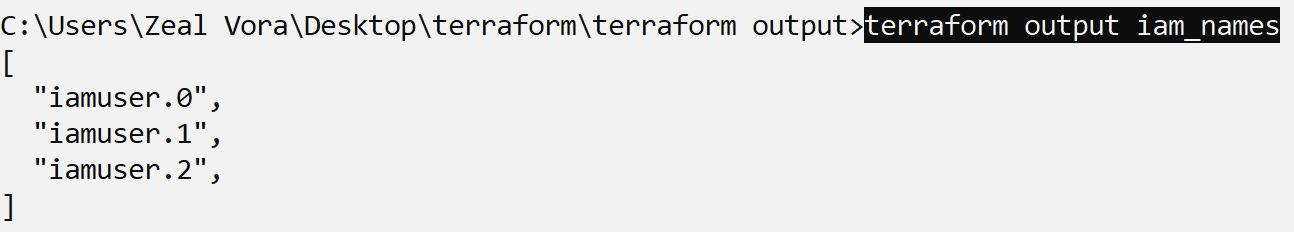 C:\Users\Zeal Vora\Desktop\terraform\terraform output>terraform output iam_names
[
  "iamuser.0",
  "iamuser.1",
  "iamuser.2",
]